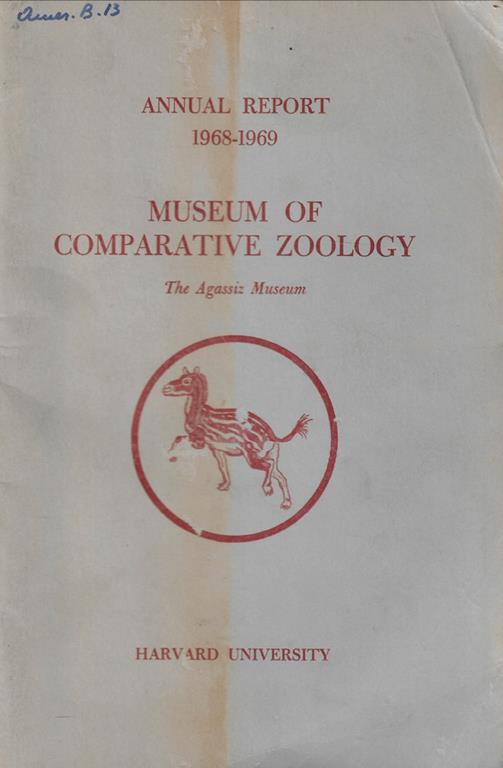 Amer. B. 13
ANNUAL REPORT
1968-1969
MUSEUM OF
COMPARATIVE ZOOLOGY
The Agassiz Museum
HARVARD UNIVERSITY